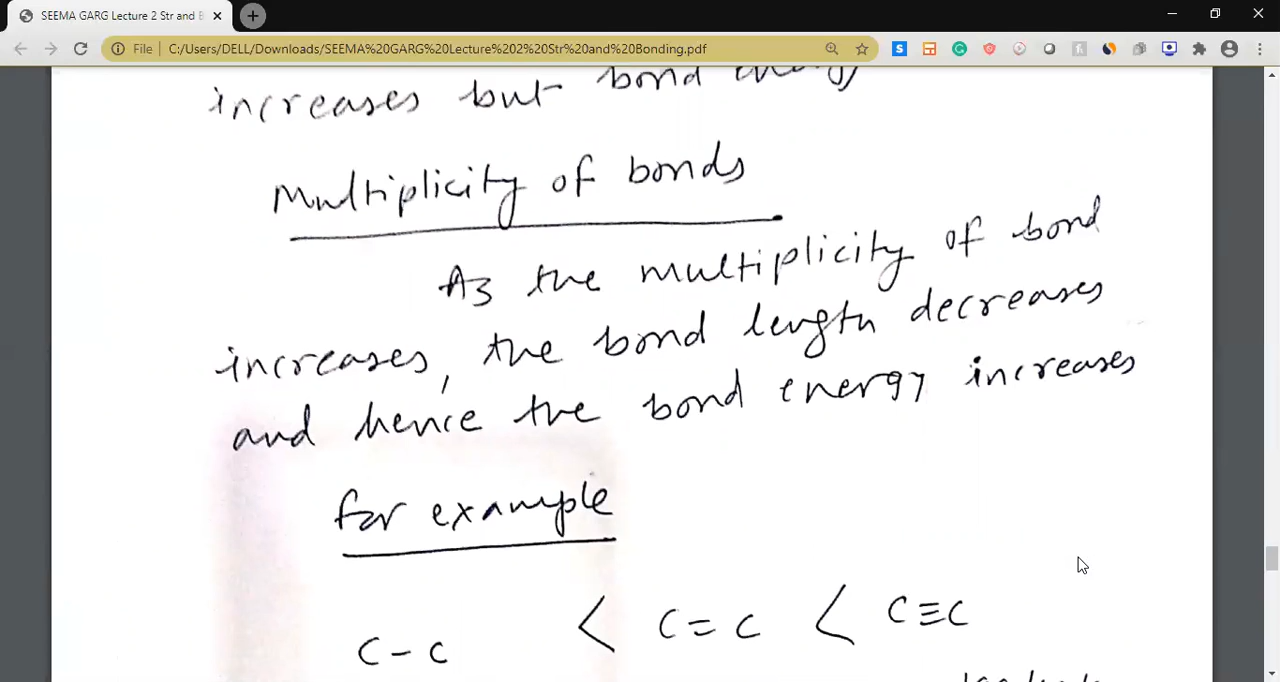 SEEMA GARG Lecture 2 Str and B
File | C:/Users/DELL/Downloads/SEEMA%20GARG%20Lecture%202%20Str%20and%20Bonding.pdf
increases but bond energy
Multiplicity of bonds
As the multiplicity of bond
increases, the bond length decreases
and hence the bond energy increases
for example
C - C < C = C < C ≡ C